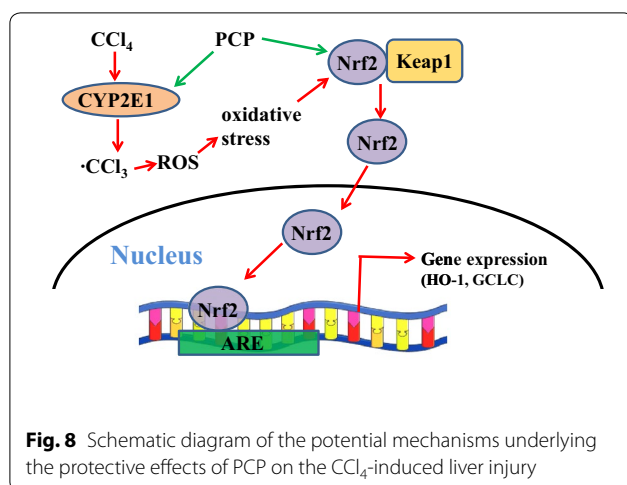 CCl₄
PCP
Nrf2
Keap1
CYP2E1
oxidative
stress
·CCl₃
ROS
Nrf2
Nrf2
Nucleus
Gene expression
(HO-1, GCLC)
Nrf2
ARE
Fig. 8 Schematic diagram of the potential mechanisms underlying
the protective effects of PCP on the CCl₄-induced liver injury